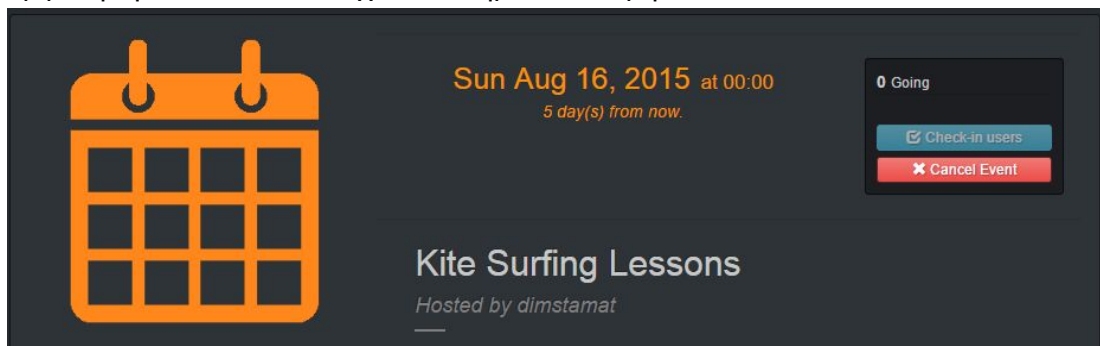 Sun Aug 16, 2015 at 00:00
5 day(s) from now.
0 Going
Check-in users
Cancel Event
Kite Surfing Lessons
Hosted by dimstamat